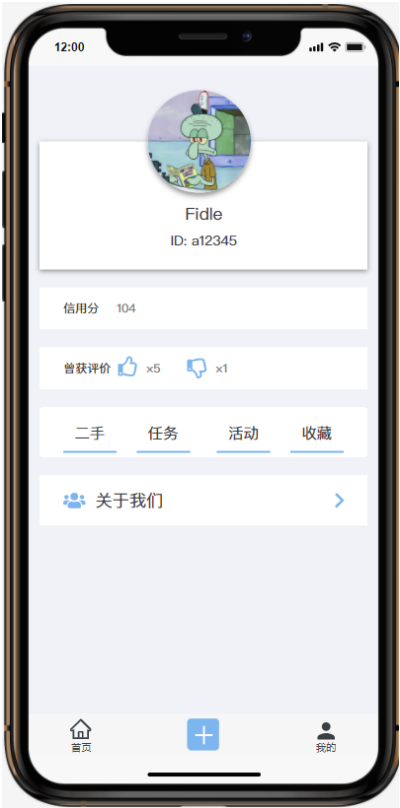 12:00
Fidle
ID: a12345
信用分 104
曾获评价 ×5 ×1
二手 任务 活动 收藏
关于我们
首页 我的